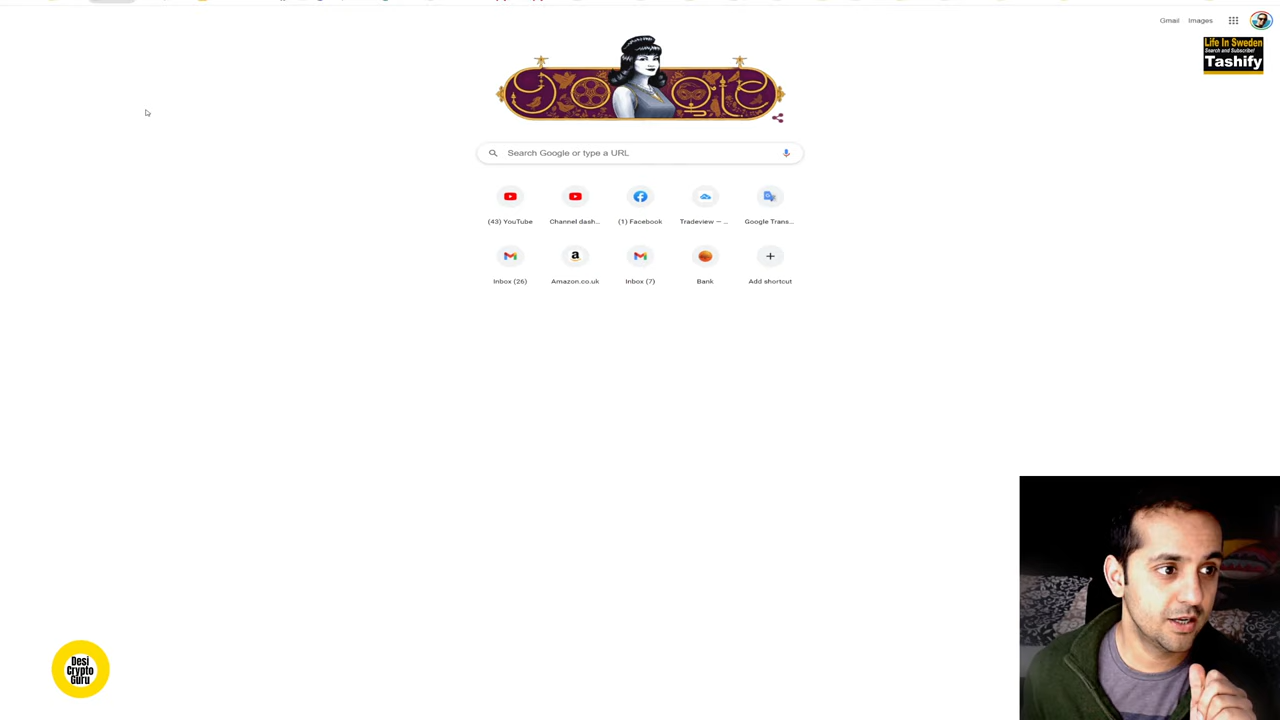 Gmail Images
Life In Sweden
Search and Subscribe!
Tashify
Google
Search Google or type a URL
(43) YouTube
Channel dash...
(1) Facebook
Tradeview — ...
Google Trans...
Inbox (26)
Amazon.co.uk
Inbox (7)
Bank
Add shortcut
Desi
Crypto
Guru